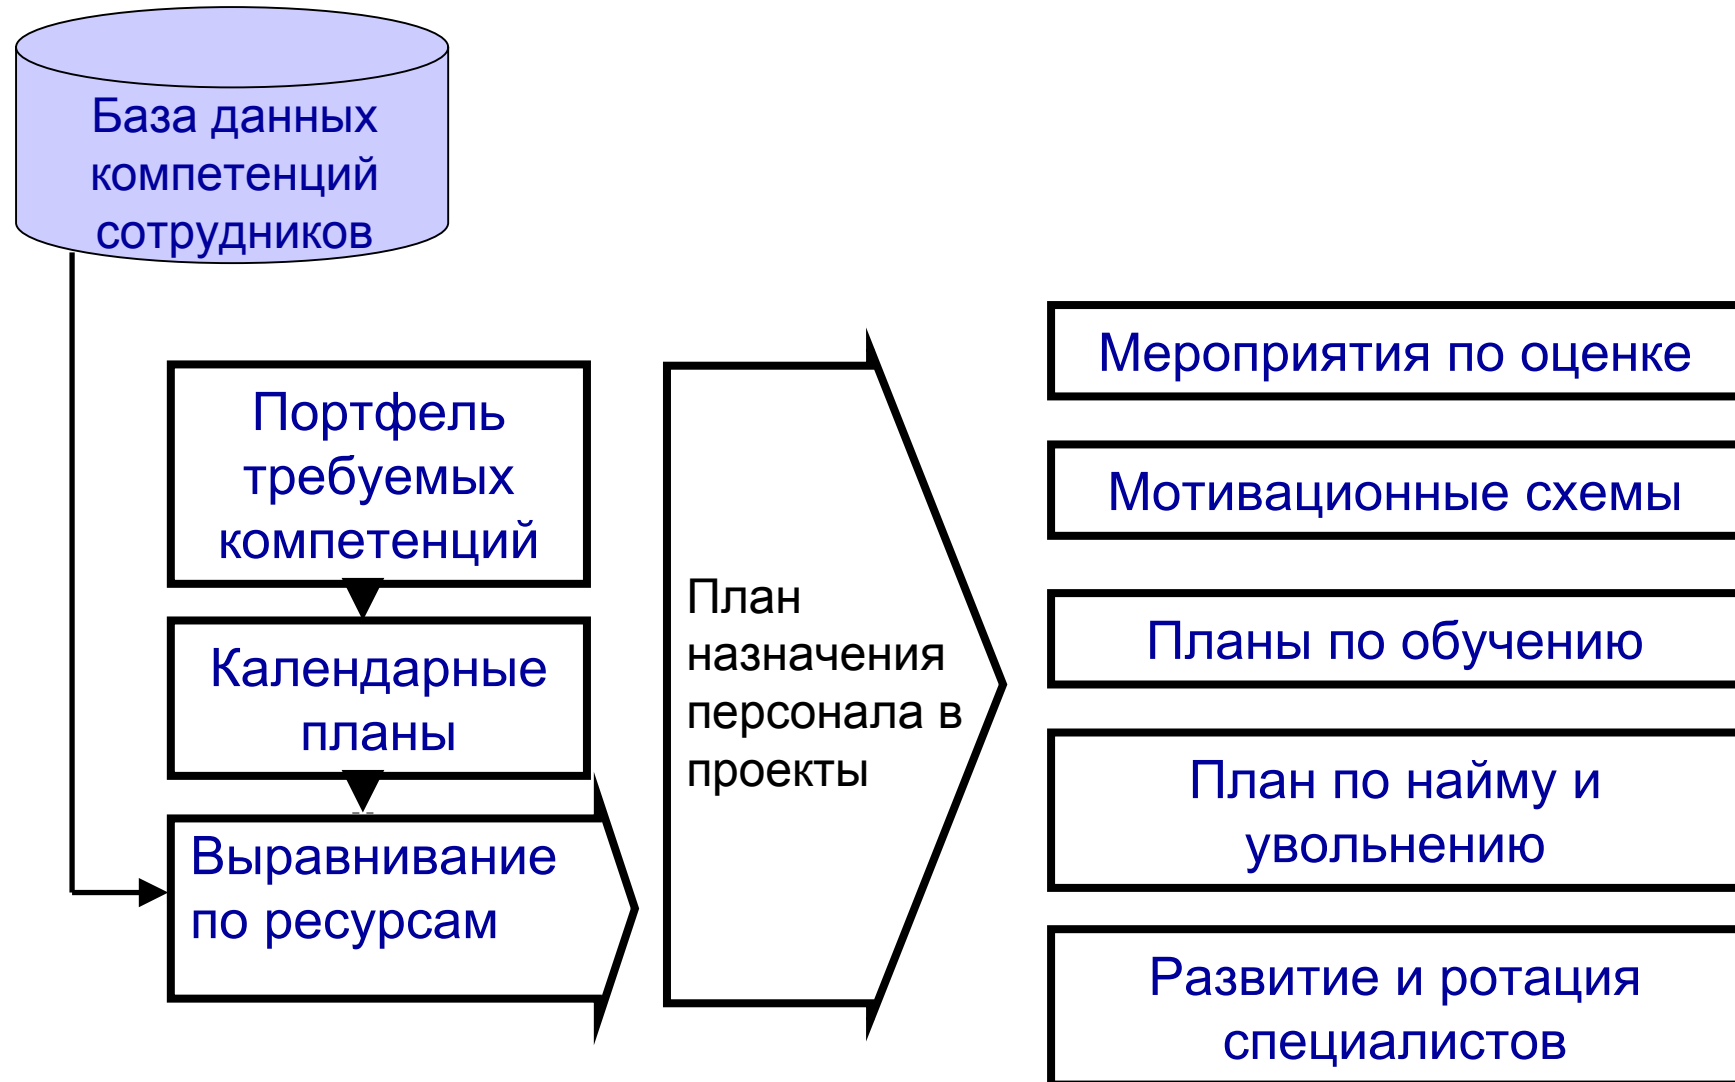 База данных
компетенций
сотрудников
Портфель
требуемых
компетенций
Календарные
планы
Выравнивание
по ресурсам
План
назначения
персонала в
проекты
Мероприятия по оценке
Мотивационные схемы
Планы по обучению
План по найму и
увольнению
Развитие и ротация
специалистов